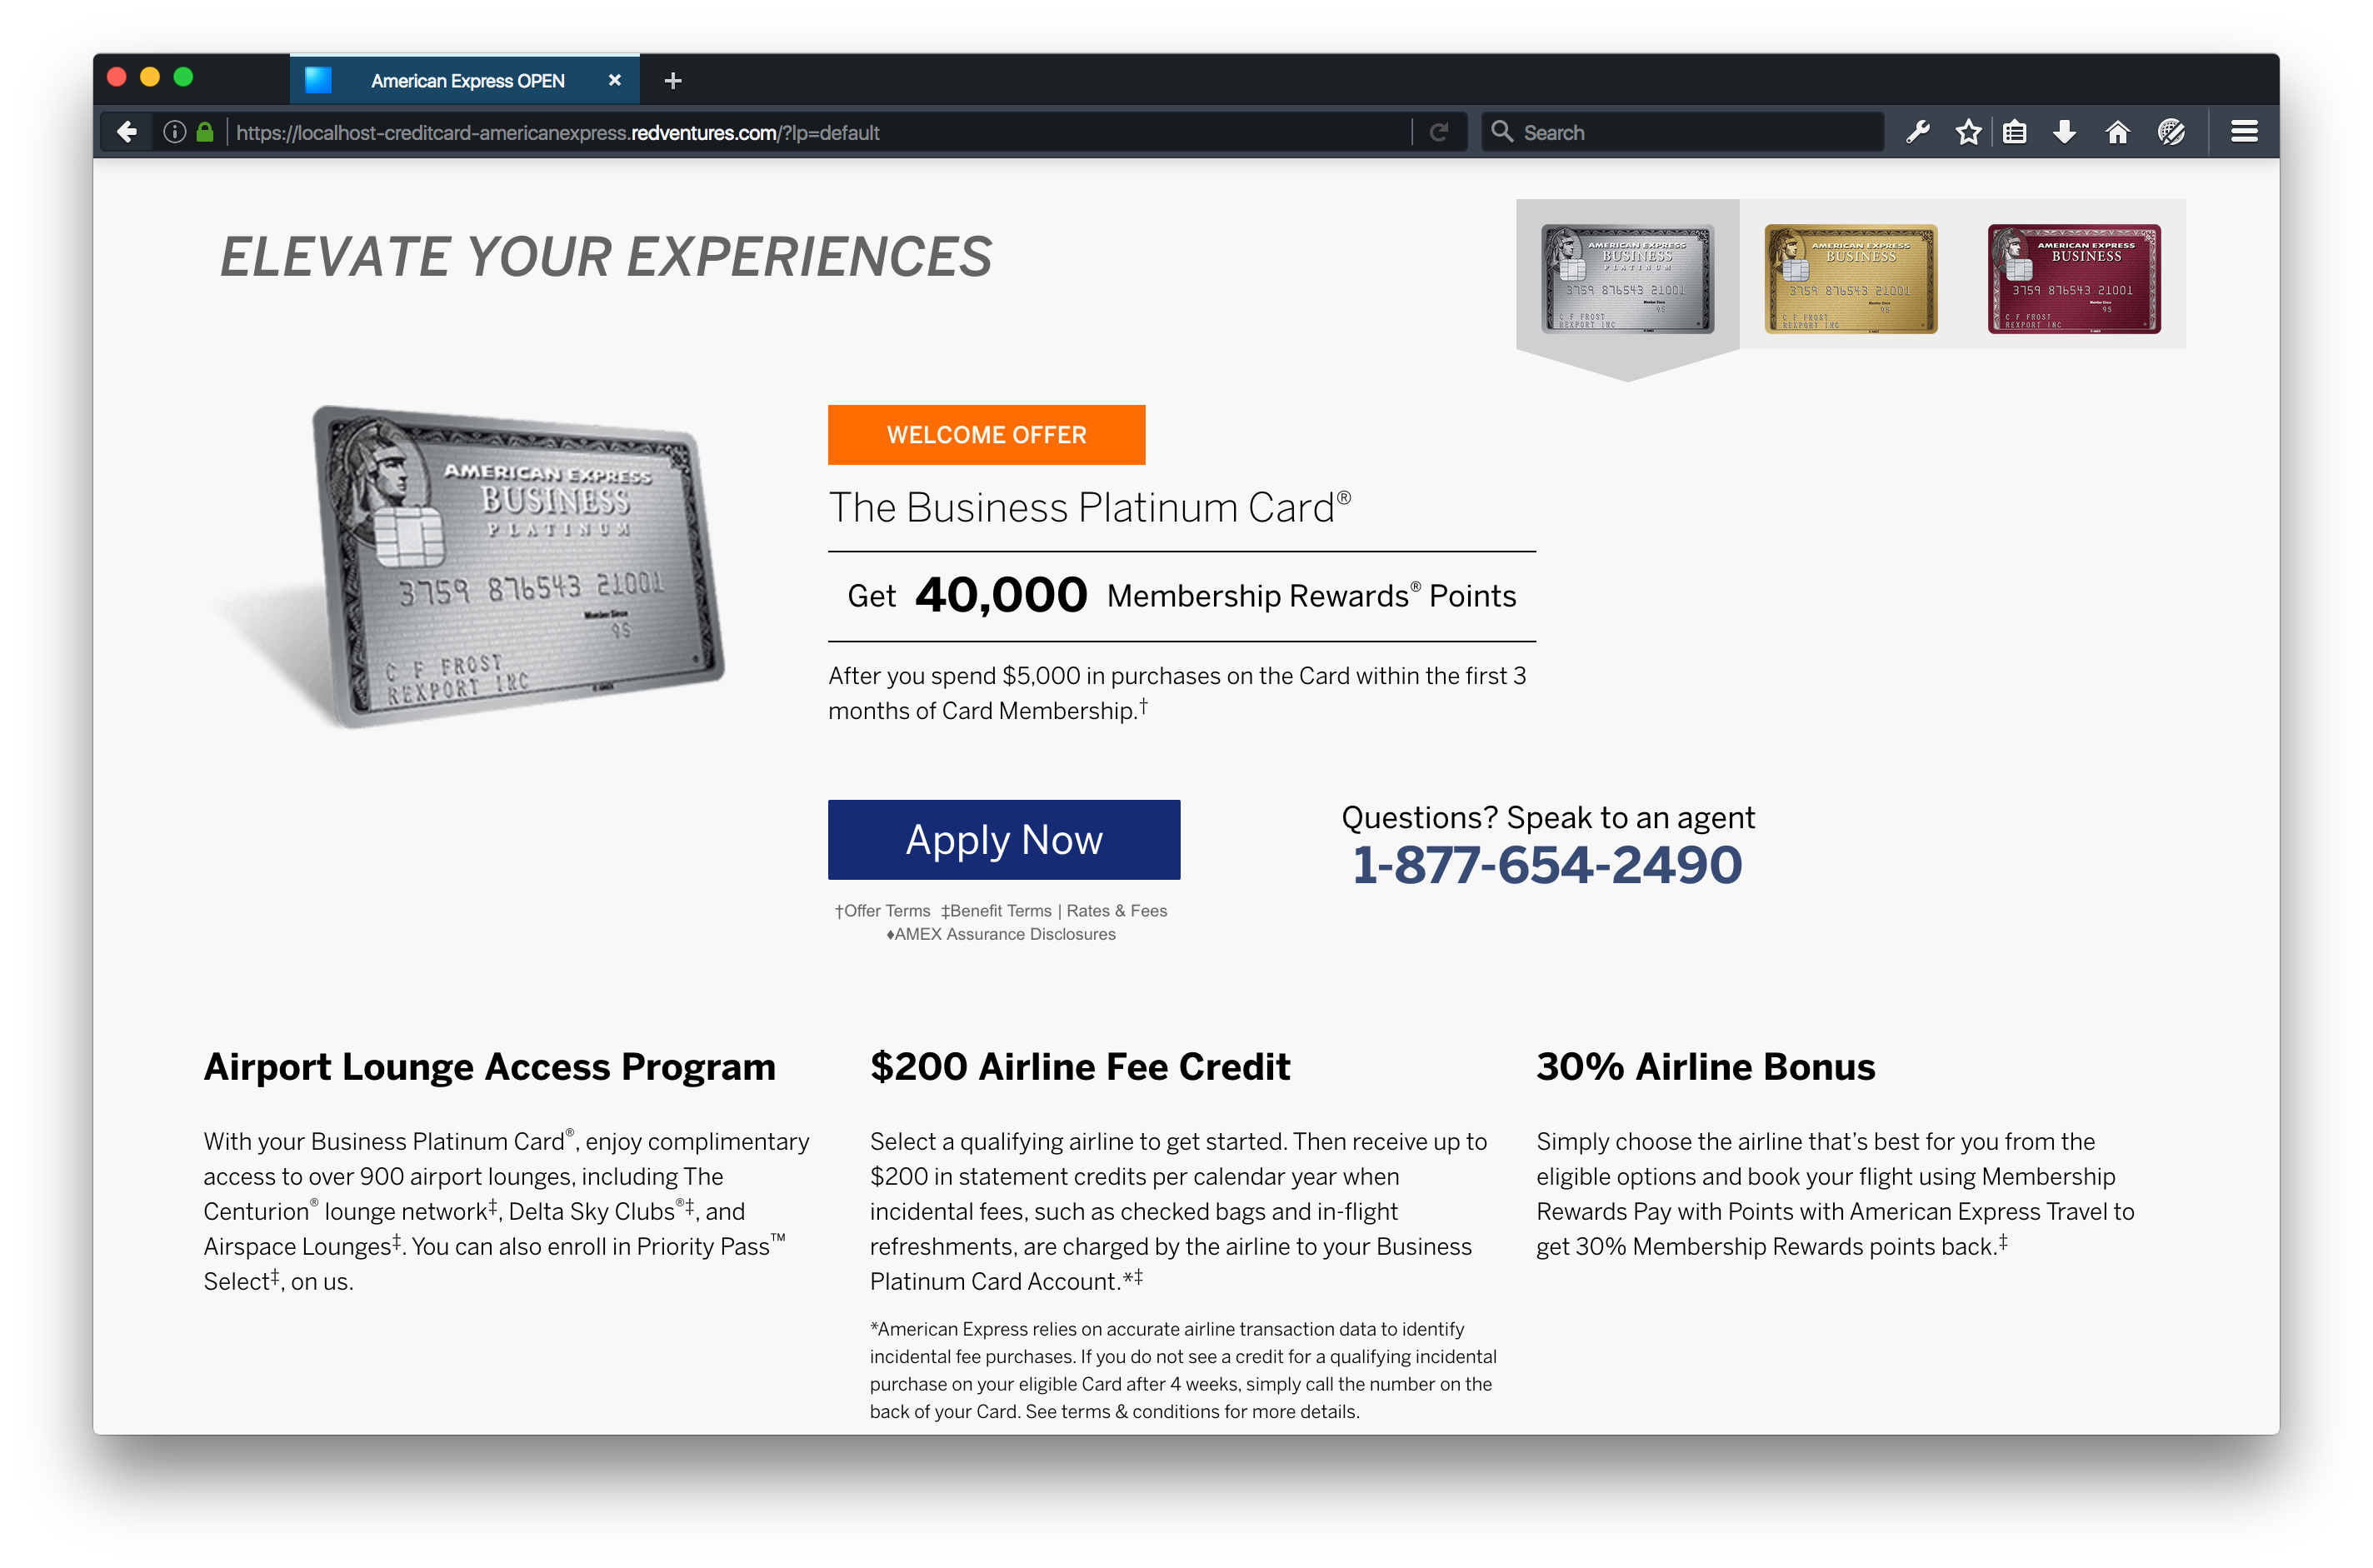 American Express OPEN
https://localhost-creditcard-americanexpress.redventures.com/?lp=default
Search
ELEVATE YOUR EXPERIENCES
AMERICAN EXPRESS
BUSINESS
PLATINUM
3759 876543 21001
Member Since
95
C F FROST
REXPORT INC
AMERICAN EXPRESS
BUSINESS
3759 876543 21001
Member Since
95
C F FROST
REXPORT INC
AMERICAN EXPRESS
BUSINESS
3759 876543 21001
Member Since
95
C F FROST
REXPORT INC
AMERICAN EXPRESS
BUSINESS
PLATINUM
3759 876543 21001
Member Since
95
C F FROST
REXPORT INC
WELCOME OFFER
The Business Platinum Card®
Get 40,000 Membership Rewards® Points
After you spend $5,000 in purchases on the Card within the first 3
months of Card Membership.†
Apply Now
Questions? Speak to an agent
1-877-654-2490
†Offer Terms ‡Benefit Terms | Rates & Fees
♦AMEX Assurance Disclosures
Airport Lounge Access Program
With your Business Platinum Card®, enjoy complimentary
access to over 900 airport lounges, including The
Centurion® lounge network‡, Delta Sky Clubs®‡, and
Airspace Lounges‡. You can also enroll in Priority Pass™
Select‡, on us.
$200 Airline Fee Credit
Select a qualifying airline to get started. Then receive up to
$200 in statement credits per calendar year when
incidental fees, such as checked bags and in-flight
refreshments, are charged by the airline to your Business
Platinum Card Account.*‡
*American Express relies on accurate airline transaction data to identify
incidental fee purchases. If you do not see a credit for a qualifying incidental
purchase on your eligible Card after 4 weeks, simply call the number on the
back of your Card. See terms & conditions for more details.
30% Airline Bonus
Simply choose the airline that's best for you from the
eligible options and book your flight using Membership
Rewards Pay with Points with American Express Travel to
get 30% Membership Rewards points back.‡